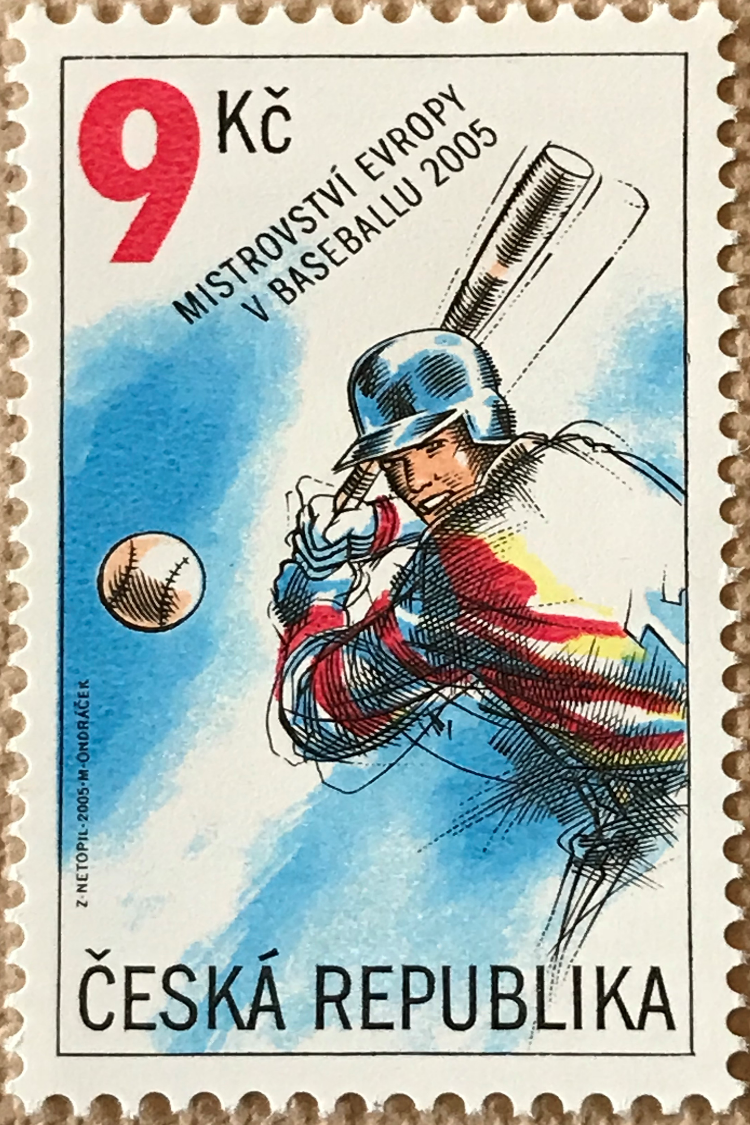 9 Kč
MISTROVSTVÍ EVROPY
V BASEBALLU 2005
Z·NETOPIL·2005·M·ONDRÁČEK
ČESKÁ REPUBLIKA